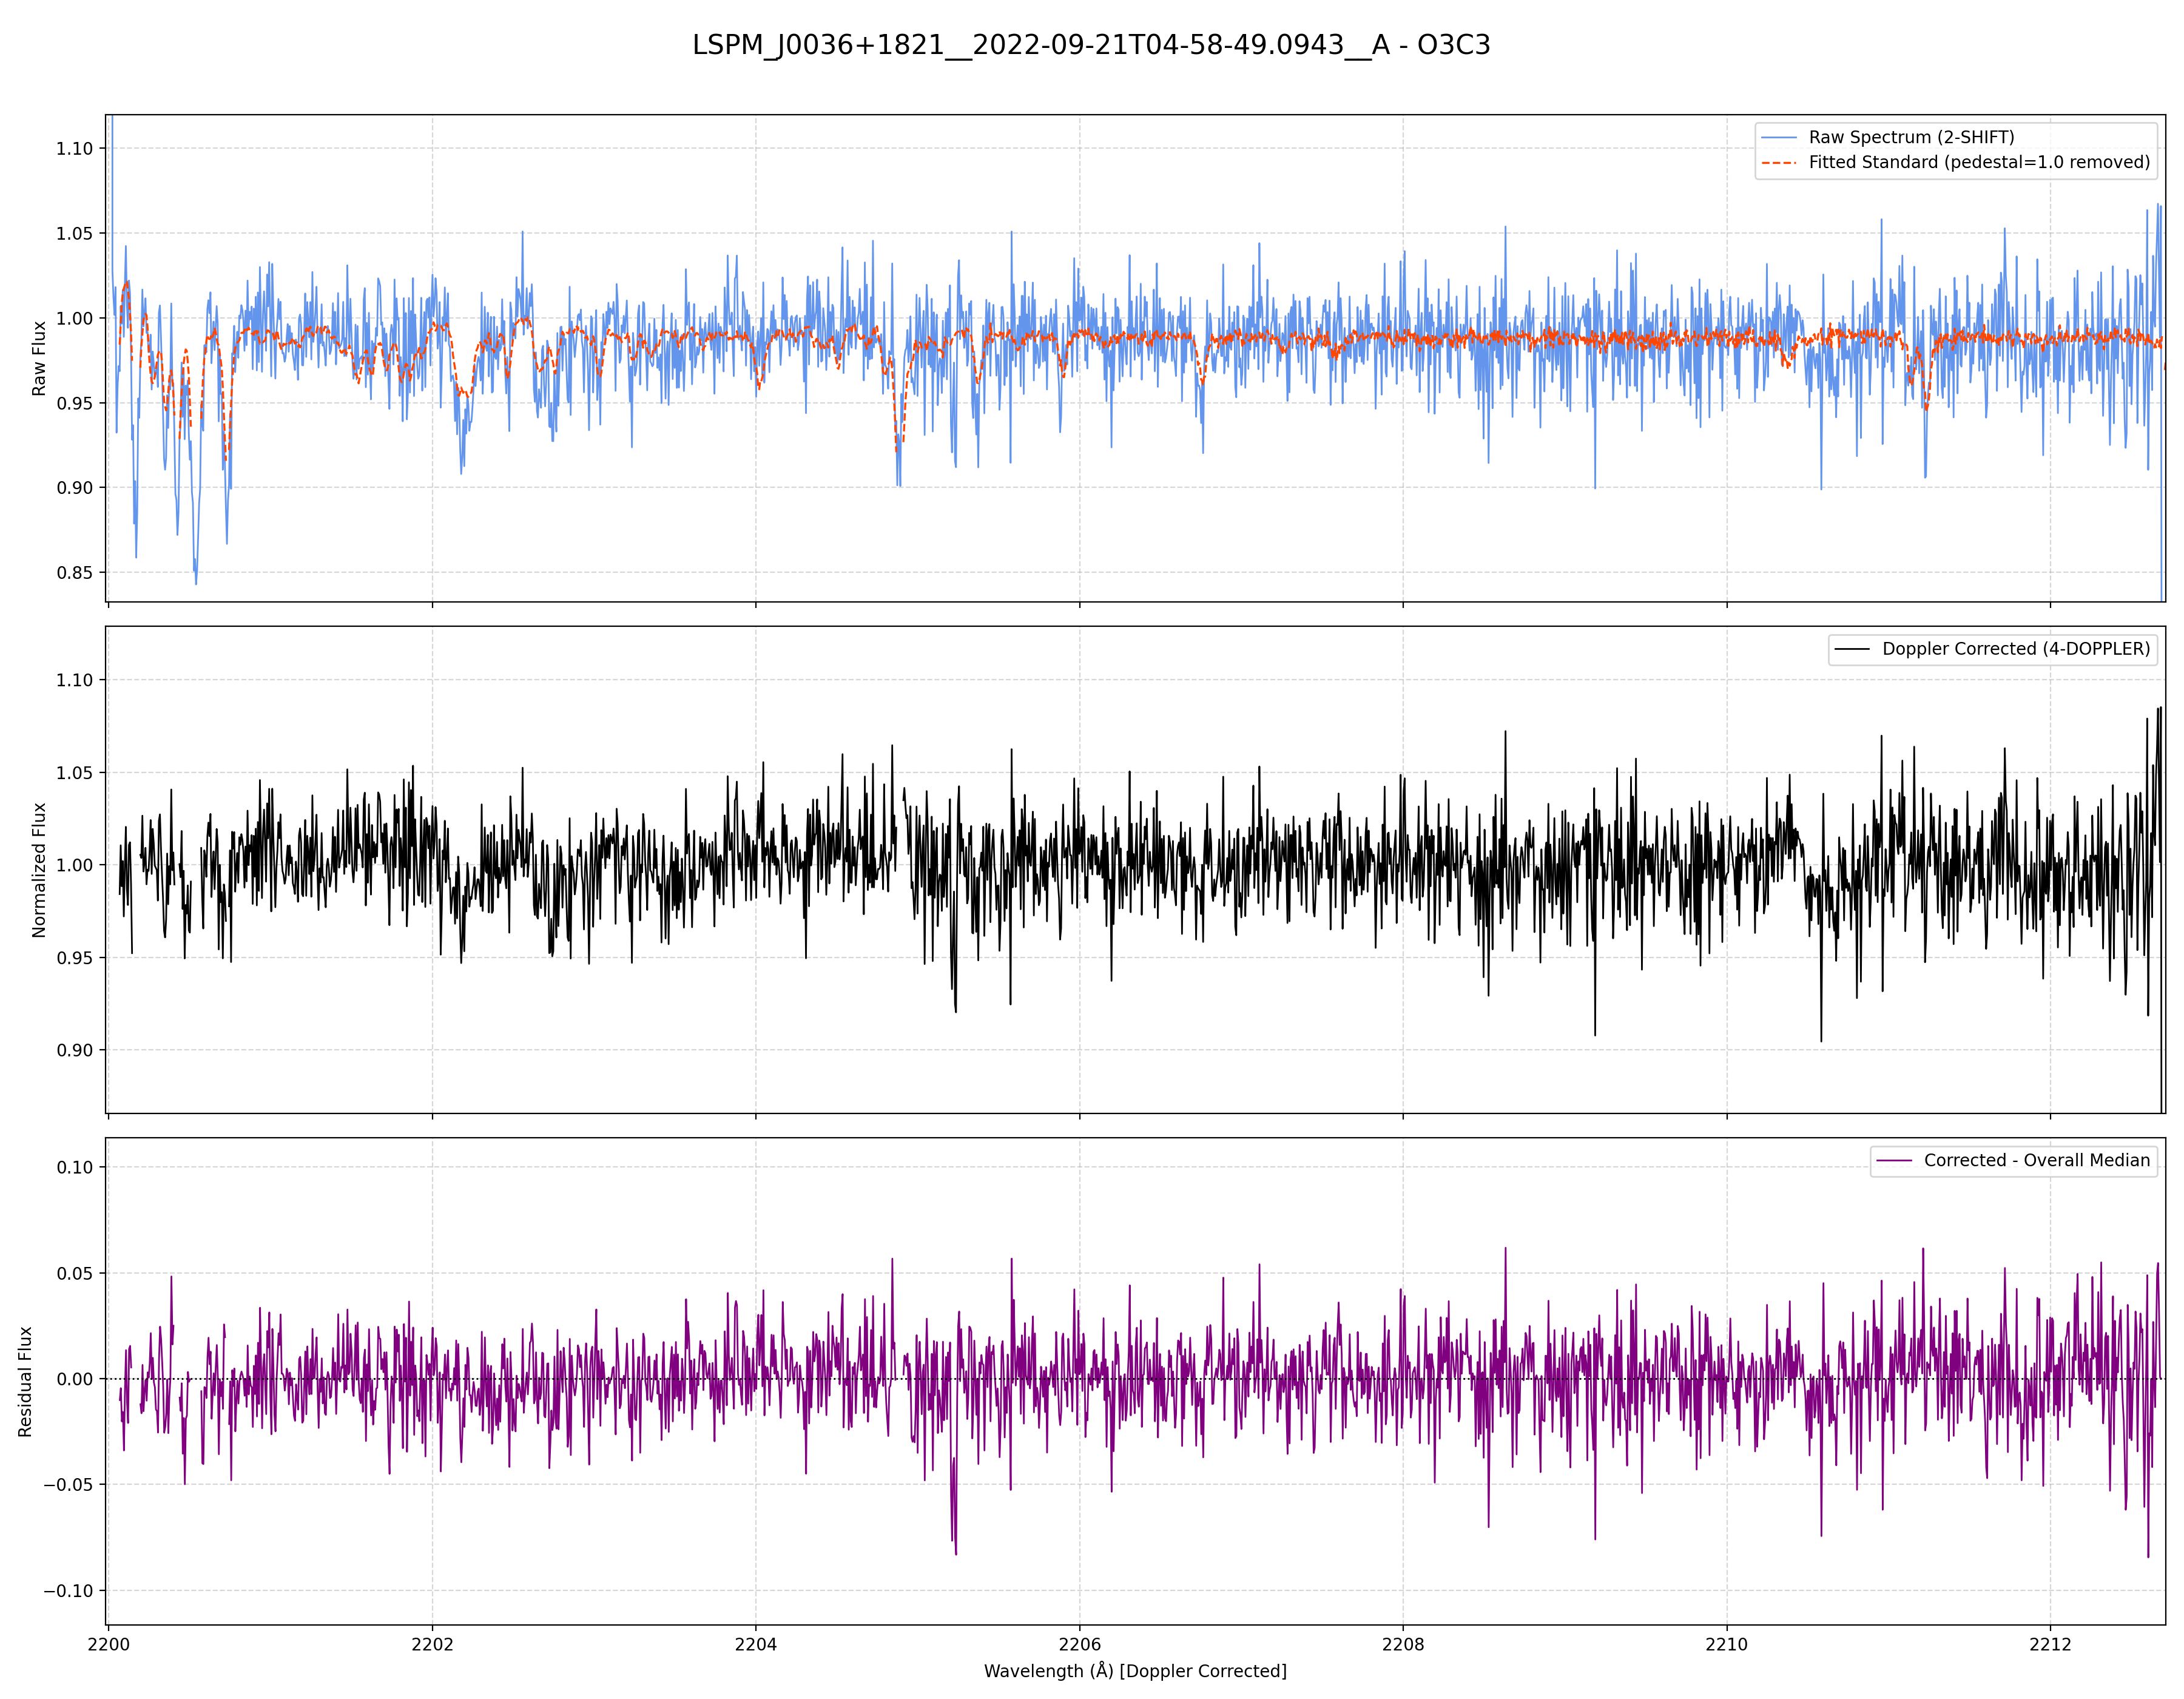 LSPM_J0036+1821__2022-09-21T04-58-49.0943__A - O3C3
Raw Flux
1.10
1.05
1.00
0.95
0.90
0.85
Raw Spectrum (2-SHIFT)
Fitted Standard (pedestal=1.0 removed)
Normalized Flux
1.10
1.05
1.00
0.95
0.90
Doppler Corrected (4-DOPPLER)
Residual Flux
0.10
0.05
0.00
−0.05
−0.10
Corrected - Overall Median
2200 2202 2204 2206 2208 2210 2212
Wavelength (Å) [Doppler Corrected]